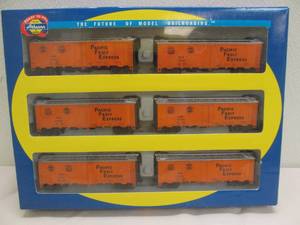 Athearn
THE FUTURE OF MODEL RAILROADING
PACIFIC
FRUIT
EXPRESS
PACIFIC
FRUIT
EXPRESS
PACIFIC
FRUIT
EXPRESS
PACIFIC
FRUIT
EXPRESS
PACIFIC
FRUIT
EXPRESS
PACIFIC
FRUIT
EXPRESS